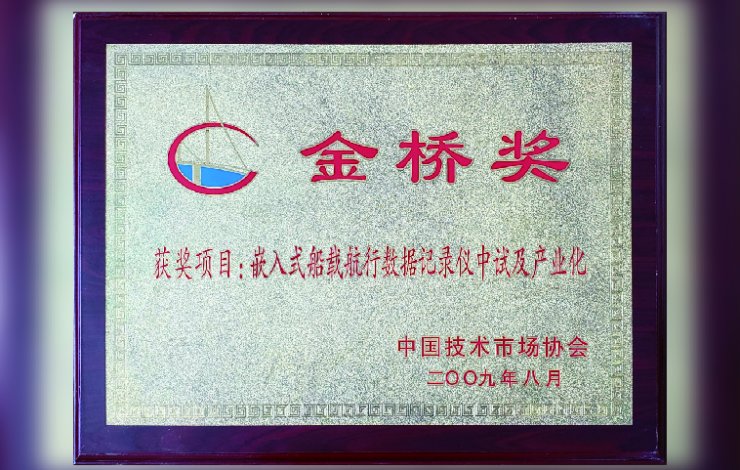 金桥奖
获奖项目:嵌入式船载航行数据记录仪中试及产业化
中国技术市场协会
二〇〇九年八月